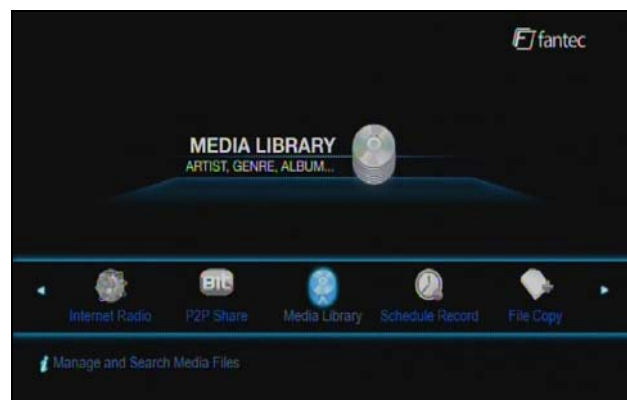 fantec
MEDIA LIBRARY
ARTIST, GENRE, ALBUM...
Bit
Internet Radio
P2P Share
Media Library
Schedule Record
File Copy
Manage and Search Media Files